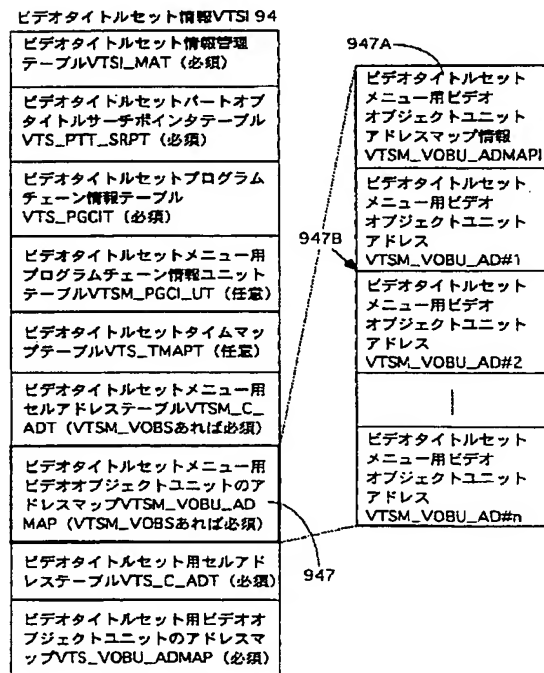 ビデオタイトルセット情報VTSI 94
ビデオタイトルセット情報管理
テーブルVTSI_MAT（必須）
ビデオタイトルセットパートオブ
タイトルサーチポインタテーブル
VTS_PTT_SRPT（必須）
ビデオタイトルセットプログラム
チェーン情報テーブル
VTS_PGCIT（必須）
ビデオタイトルセットメニュー用
プログラムチェーン情報ユニット
テーブルVTSM_PGCI_UT（任意）
ビデオタイトルセットタイムマッ
プテーブルVTS_TMAPT（任意）
ビデオタイトルセットメニュー用
セルアドレステーブルVTSM_C_
ADT（VTSM_VOBSあれば必須）
ビデオタイトルセットメニュー用
ビデオオブジェクトユニットのア
ドレスマップVTSM_VOBU_AD
MAP（VTSM_VOBSあれば必須）
ビデオタイトルセット用セルアド
レステーブルVTS_C_ADT（必須）
ビデオタイトルセット用ビデオオ
ブジェクトユニットのアドレスマ
ップVTS_VOBU_ADMAP（必須）
947
947A
ビデオタイトルセット
メニュー用ビデオ
オブジェクトユニット
アドレスマップ情報
VTSM_VOBU_ADMAPI
ビデオタイトルセット
メニュー用ビデオ
オブジェクトユニット
アドレス
VTSM_VOBU_AD#1
947B
ビデオタイトルセット
メニュー用ビデオ
オブジェクトユニット
アドレス
VTSM_VOBU_AD#2
ビデオタイトルセット
メニュー用ビデオ
オブジェクトユニット
アドレス
VTSM_VOBU_AD#n